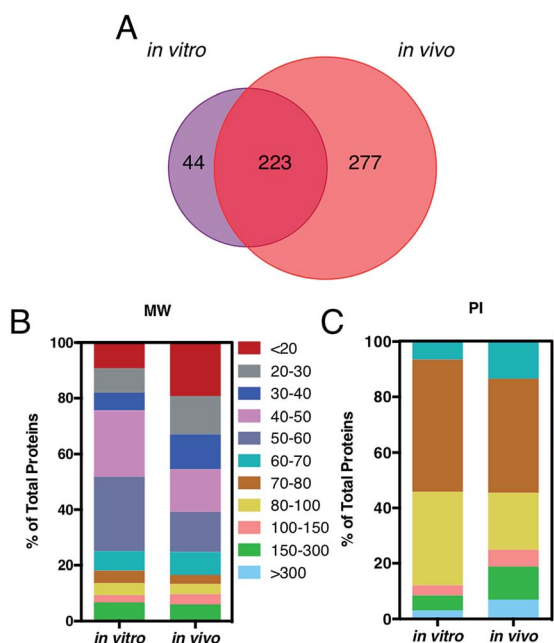 A
in vitro
in vivo
44
223
277
B
MW
% of Total Proteins
100
80
60
40
20
0
in vitro
in vivo
<20
20-30
30-40
40-50
50-60
60-70
70-80
80-100
100-150
150-300
>300
C
PI
% of Total Proteins
100
80
60
40
20
0
in vitro
in vivo